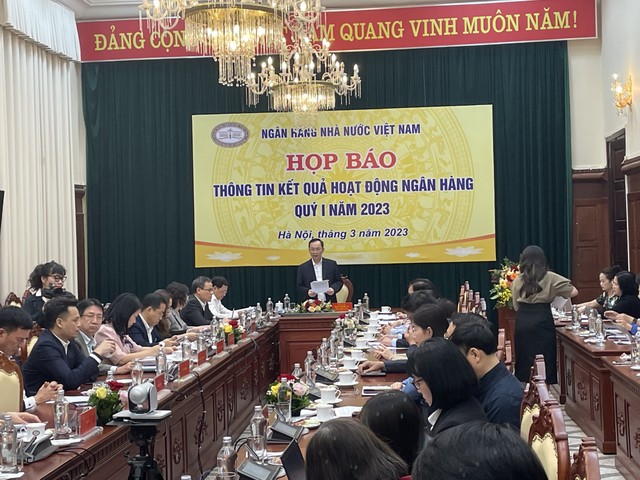 ĐẢNG CỘNG NAM QUANG VINH MUÔN NĂM.
NGÂN HÀNG NHÀ NƯỚC VIỆT NAM
HỌP BÁO
THÔNG TIN KẾT QUẢ HOẠT ĐỘNG NGÂN HÀNG
QUÝ I NĂM 2023
Hà Nội, tháng 3 năm 2023